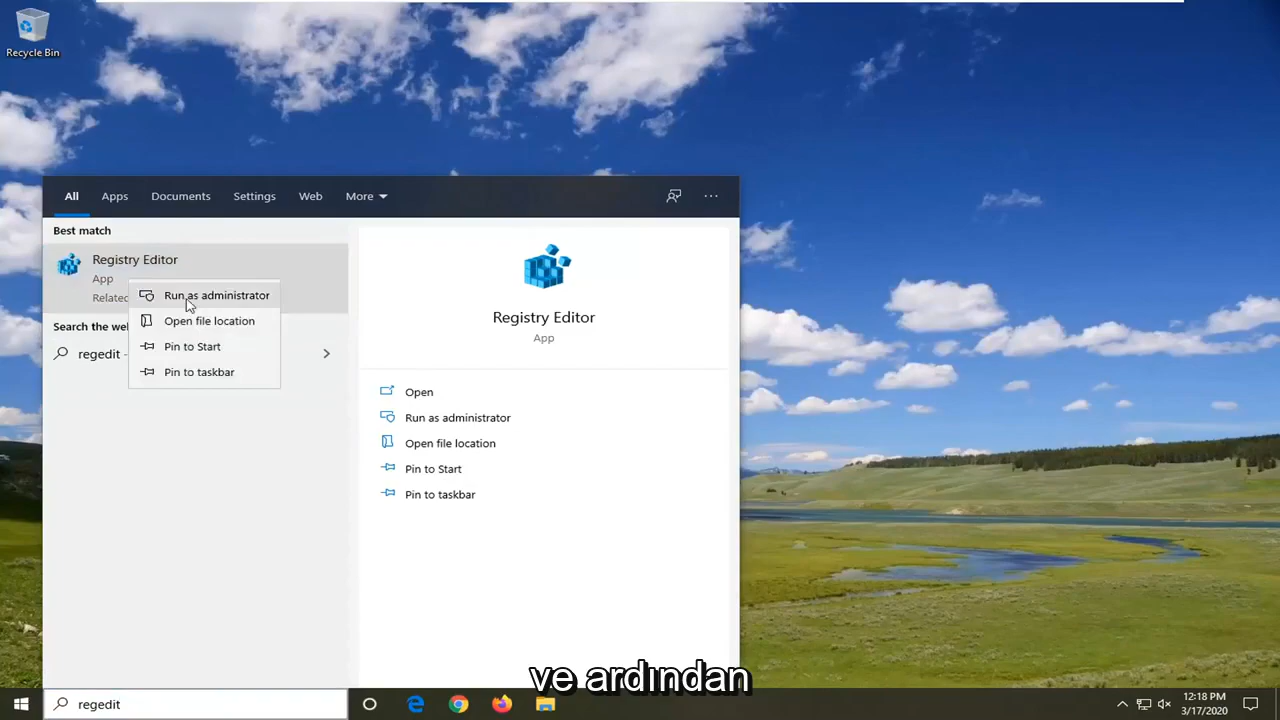 Recycle Bin
All Apps Documents Settings Web More
Best match
Registry Editor
App
Related
Run as administrator
Open file location
Pin to Start
Pin to taskbar
Search the we
regedit -
Registry Editor
App
Open
Run as administrator
Open file location
Pin to Start
Pin to taskbar
ve ardından
regedit
12:18 PM
3/17/2020